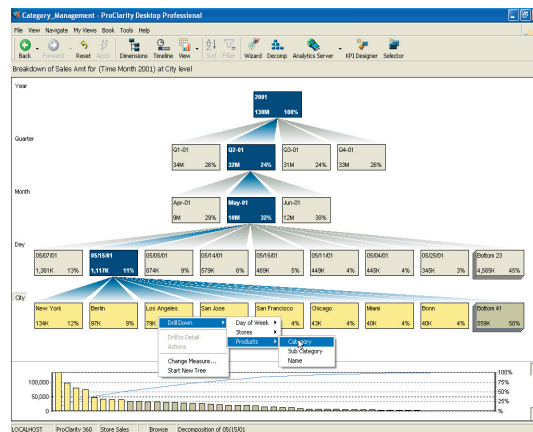 Category_Management - ProClarity Desktop Professional
File View Navigate My Views Book Tools Help
Back Forward Reset Apply Dimensions Timeline View Sort Filter Wizard Decomp Analytics Server KPI Designer Selector
Breakdown of Sales Amt for (Time Month 2001) at City level
Year
2001
130M 100%
Quarter
Q1-01 Q2-01 Q3-01 Q4-01
34M 26% 32M 24% 31M 24% 33M 26%
Month
Apr-01 May-01 Jun-01
9M 29% 10M 32% 12M 38%
Day
05/07/01 05/15/01 05/05/01 05/14/01 05/16/01 05/11/01 05/04/01 05/25/01 Bottom 23
1,361K 13% 1,117K 11% 874K 9% 579K 6% 469K 5% 449K 4% 445K 4% 349K 3% 4,585K 45%
City
New York Berlin Los Angeles San Jose San Francisco Chicago Miami Bonn Bottom 41
134K 12% 97K 9% 79K 4% 43K 4% 40K 4% 40K 4% 559K 50%
Drill Down Day of Week
Drill to Detail Stores
Actions Products Category
Change Measure... Sub Category
Start New Tree Name
100,000
50,000
0
100%
75%
50%
25%
%
LOCALHOST ProClarity 360 Store Sales Browse Decomposition of 05/15/01